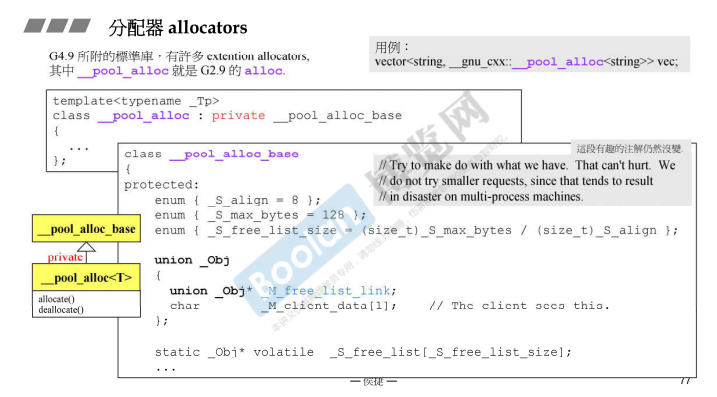 分配器 allocators
G4.9 所附的標準庫，有許多 extention allocators,
其中 __pool_alloc 就是 G2.9 的 alloc.
用例：
vector<string, __gnu_cxx::__pool_alloc<string>> vec;
template<typename _Tp>
class __pool_alloc : private __pool_alloc_base
{
...
};
class __pool_alloc_base
{
protected:
enum { _S_align = 8 };
enum { _S_max_bytes = 128 };
enum { _S_free_list_size = (size_t)_S_max_bytes / (size_t)_S_align };
union _Obj
{
union _Obj* _M_free_list_link;
char _M_client_data[1]; // The client sees this.
};
static _Obj* volatile _S_free_list[_S_free_list_size];
...
這段有趣的注解仍然沒變.
// Try to make do with what we have. That can't hurt. We
// do not try smaller requests, since that tends to result
// in disaster on multi-process machines.
__pool_alloc_base
private
__pool_alloc<T>
allocate()
deallocate()
Boolan
— 侯捷 —
77